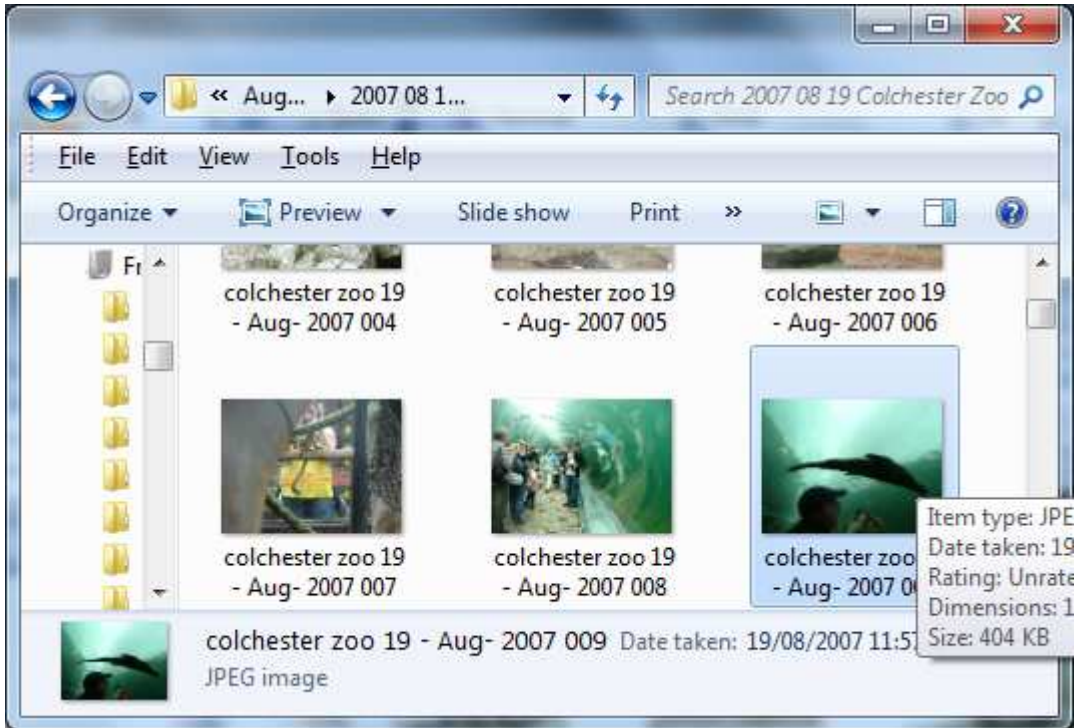 « Aug... ▸ 2007 08 1... Search 2007 08 19 Colchester Zoo
File Edit View Tools Help
Organize Preview Slide show Print »
colchester zoo 19
- Aug- 2007 004
colchester zoo 19
- Aug- 2007 005
colchester zoo 19
- Aug- 2007 006
colchester zoo 19
- Aug- 2007 007
colchester zoo 19
- Aug- 2007 008
colchester zoo
- Aug- 2007
Item type: JPE
Date taken: 19
Rating: Unrate
Dimensions: 1
Size: 404 KB
colchester zoo 19 - Aug- 2007 009 Date taken: 19/08/2007 11:57
JPEG image